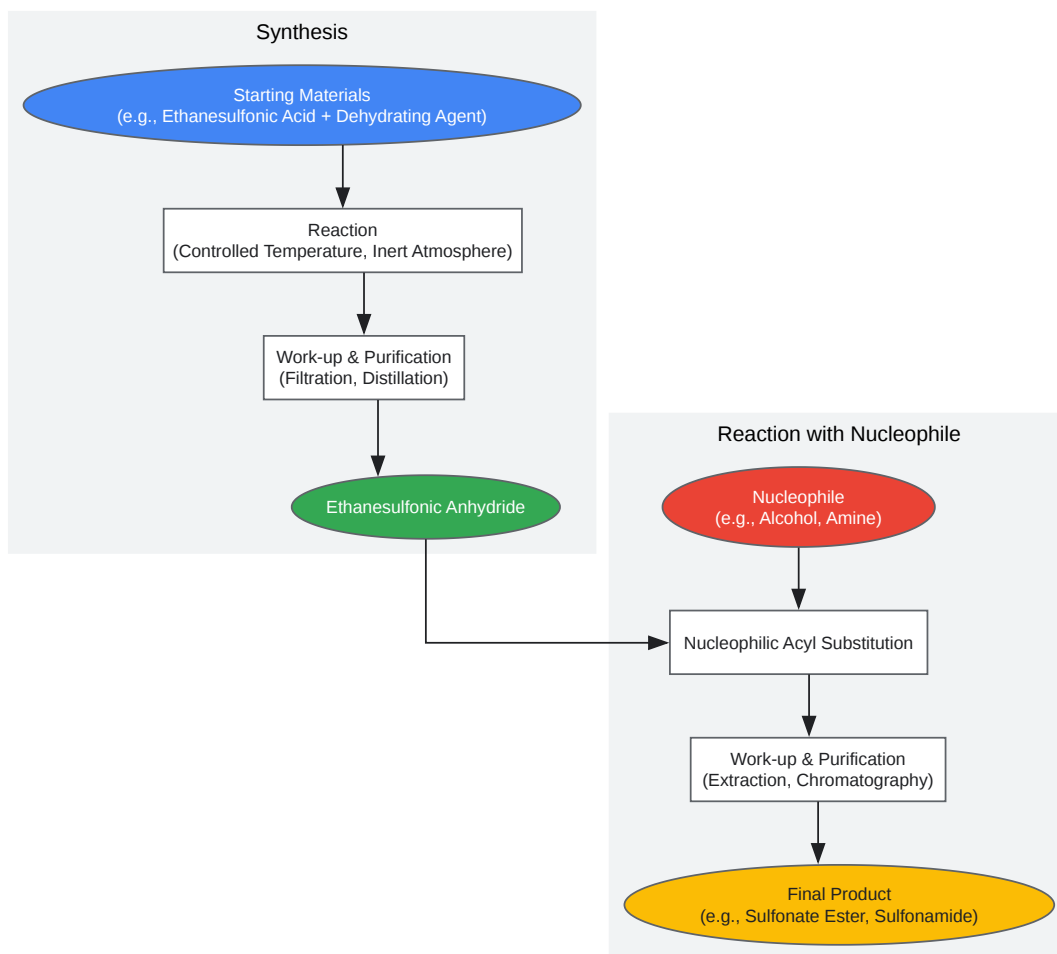 Synthesis
Starting Materials
(e.g., Ethanesulfonic Acid + Dehydrating Agent)
Reaction
(Controlled Temperature, Inert Atmosphere)
Work-up & Purification
(Filtration, Distillation)
Ethanesulfonic Anhydride
Reaction with Nucleophile
Nucleophile
(e.g., Alcohol, Amine)
Nucleophilic Acyl Substitution
Work-up & Purification
(Extraction, Chromatography)
Final Product
(e.g., Sulfonate Ester, Sulfonamide)